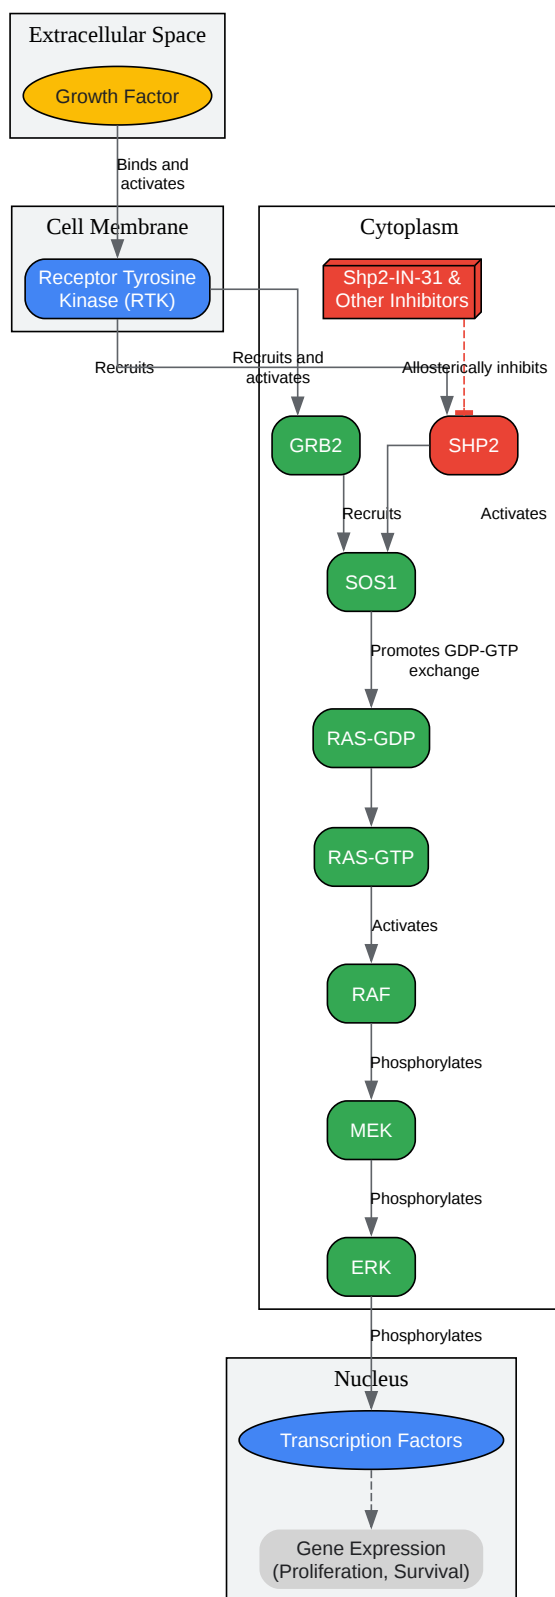 Extracellular Space
Growth Factor
Binds and
activates
Cell Membrane
Receptor Tyrosine
Kinase (RTK)
Cytoplasm
Shp2-IN-31 &
Other Inhibitors
Recruits
Recruits and
activates
Allosterically inhibits
GRB2
SHP2
Recruits
Activates
SOS1
Promotes GDP-GTP
exchange
RAS-GDP
RAS-GTP
Activates
RAF
Phosphorylates
MEK
Phosphorylates
ERK
Phosphorylates
Nucleus
Transcription Factors
Gene Expression
(Proliferation, Survival)